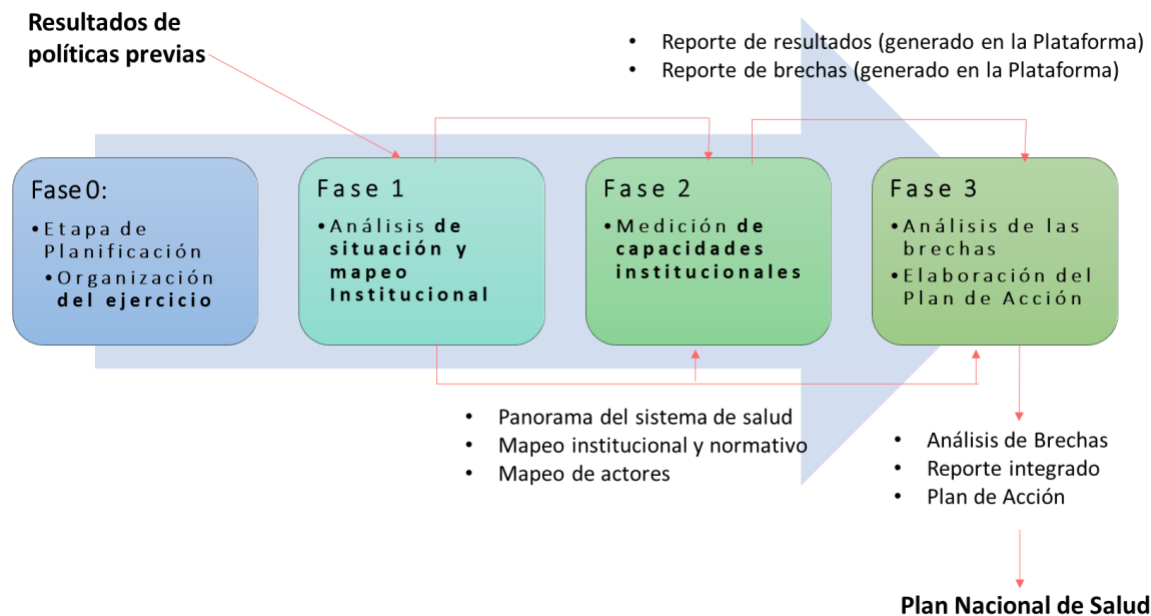 Resultados de
políticas previas
• Reporte de resultados (generado en la Plataforma)
• Reporte de brechas (generado en la Plataforma)
Fase 0:
• Etapa de
Planificación
• Organización
del ejercicio
Fase 1
• Análisis de
situación y
mapeo
Institucional
Fase 2
• Medición de
capacidades
institucionales
Fase 3
• Análisis de las
brechas
• Elaboración del
Plan de Acción
• Panorama del sistema de salud
• Mapeo institucional y normativo
• Mapeo de actores
• Análisis de Brechas
• Reporte integrado
• Plan de Acción
Plan Nacional de Salud